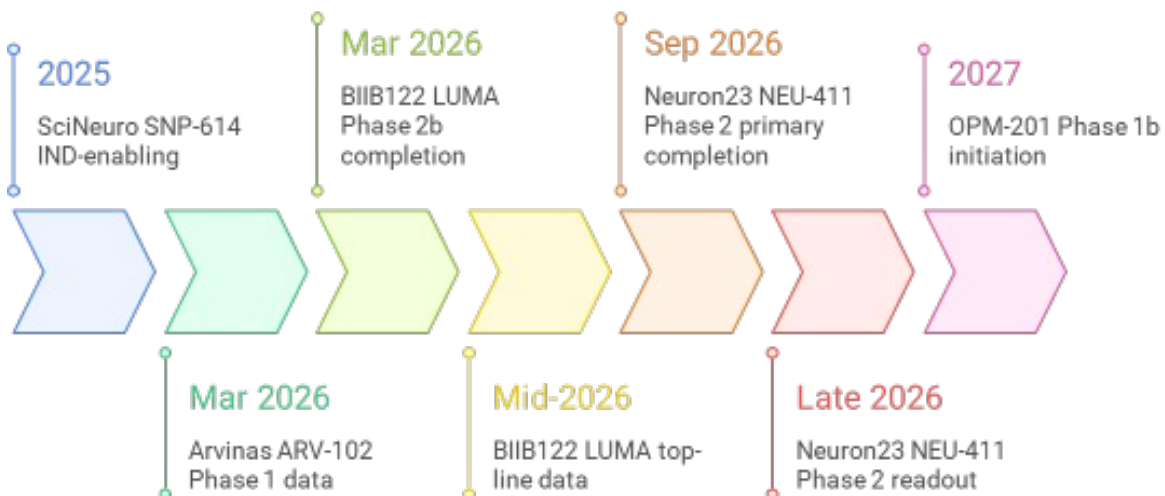 2025
SciNeuro SNP-614
IND-enabling
Mar 2026
Arvinas ARV-102
Phase 1 data
Mar 2026
BIIB122 LUMA
Phase 2b
completion
Mid-2026
BIIB122 LUMA top-
line data
Sep 2026
Neuron23 NEU-411
Phase 2 primary
completion
Late 2026
Neuron23 NEU-411
Phase 2 readout
2027
OPM-201 Phase 1b
initiation